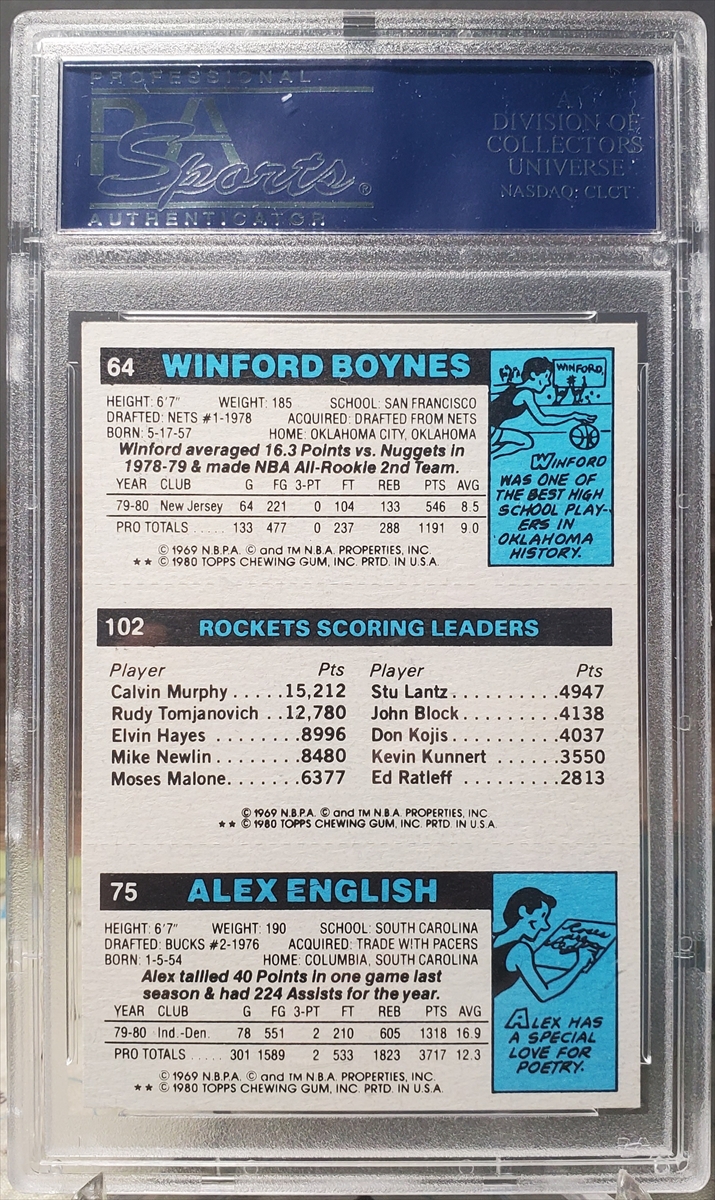 PROFESSIONAL
PSA
Sports®
AUTHENTICATOR
A
DIVISION OF
COLLECTORS
UNIVERSE
NASDAQ: CLCT
64 WINFORD BOYNES
HEIGHT: 6'7" WEIGHT: 185 SCHOOL: SAN FRANCISCO
DRAFTED: NETS #1-1978 ACQUIRED: DRAFTED FROM NETS
BORN: 5-17-57 HOME: OKLAHOMA CITY, OKLAHOMA
Winford averaged 16.3 Points vs. Nuggets in
1978-79 & made NBA All-Rookie 2nd Team.
YEAR CLUB G FG 3-PT FT REB PTS AVG
79-80 New Jersey 64 221 0 104 133 546 8.5
PRO TOTALS ..... 133 477 0 237 288 1191 9.0
© 1969 N.B.P.A. © and TM N.B.A. PROPERTIES, INC.
★★ © 1980 TOPPS CHEWING GUM, INC. PRTD. IN U.S.A.
WINFORD,
WINFORD
WAS ONE OF
THE BEST HIGH
SCHOOL PLAY-
ERS IN
OKLAHOMA
HISTORY.
102 ROCKETS SCORING LEADERS
Player Pts Player Pts
Calvin Murphy.....15,212 Stu Lantz..........4947
Rudy Tomjanovich ..12,780 John Block.........4138
Elvin Hayes ........8996 Don Kojis..........4037
Mike Newlin........8480 Kevin Kunnert ......3550
Moses Malone.......6377 Ed Ratleff .........2813
© 1969 N.B.P.A. © and TM N.B.A. PROPERTIES, INC
★★ © 1980 TOPPS CHEWING GUM, INC. PRTD. IN U.S.A.
75 ALEX ENGLISH
HEIGHT: 6'7" WEIGHT: 190 SCHOOL: SOUTH CAROLINA
DRAFTED: BUCKS #2-1976 ACQUIRED: TRADE WITH PACERS
BORN: 1-5-54 HOME: COLUMBIA, SOUTH CAROLINA
Alex tallied 40 Points in one game last
season & had 224 Assists for the year.
YEAR CLUB G FG 3-PT FT REB PTS AVG
79-80 Ind.-Den. 78 551 2 210 605 1318 16.9
PRO TOTALS ..... 301 1589 2 533 1823 3717 12.3
© 1969 N.B.P.A. © and TM N.B.A. PROPERTIES, INC.
★★ © 1980 TOPPS CHEWING GUM, INC. PRTD. IN U.S.A.
Roses
ALEX HAS
A SPECIAL
LOVE FOR
POETRY.